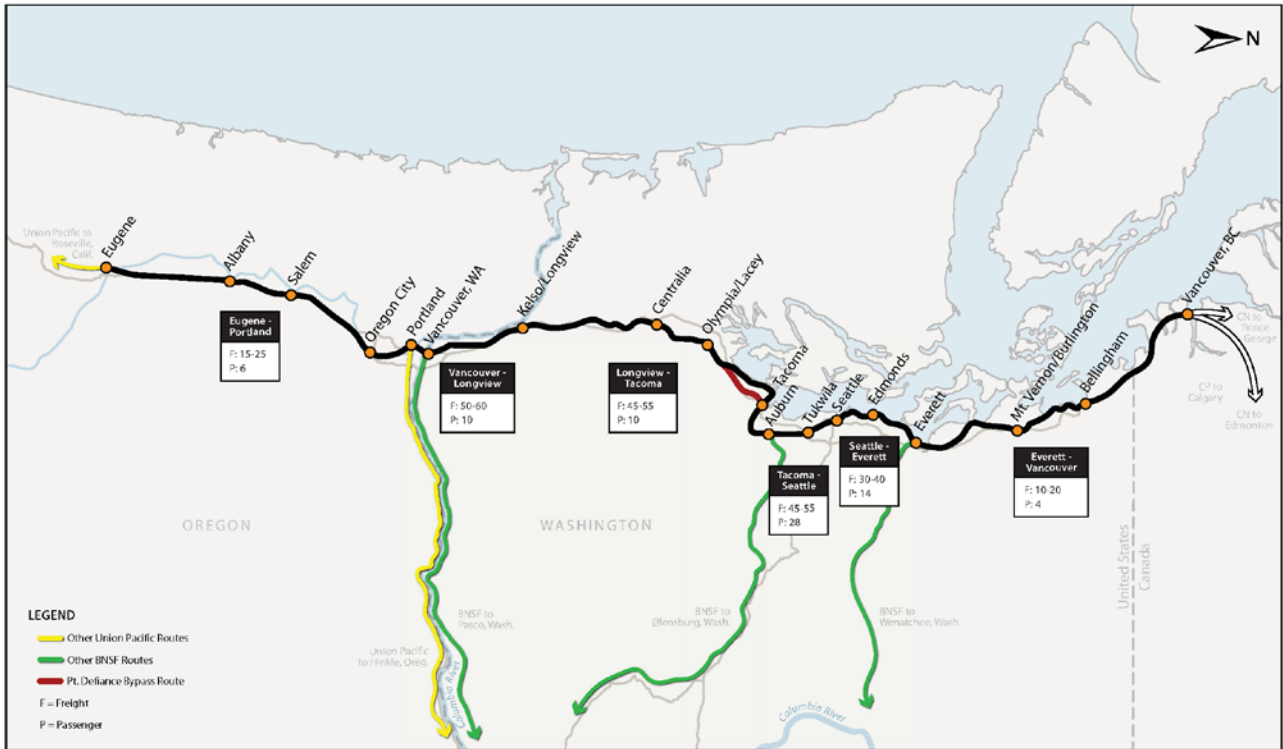 N
Union Pacific to
Roseville,
Calif.
Eugene
Albany
Salem
Oregon City
Portland
Vancouver, WA
Kelso/Longview
Centralia
Olympia/Lacey
Tacoma
Auburn
Tukwila
Seattle
Edmonds
Everett
Mt. Vernon/Burlington
Bellingham
Vancouver, BC
CN to
Prince
George
CP to
Calgary
CN to
Edmonton
Eugene -
Portland
F: 15-25
P: 6
Vancouver -
Longview
F: 50-60
P: 10
Longview -
Tacoma
F: 45-55
P: 10
Tacoma -
Seattle
F: 45-55
P: 28
Seattle -
Everett
F: 30-40
P: 14
Everett -
Vancouver
F: 10-20
P: 4
OREGON
WASHINGTON
United States
Canada
LEGEND
Other Union Pacific Routes
Other BNSF Routes
Pt. Defiance Bypass Route
F = Freight
P = Passenger
Union Pacific
to Hinkle, Oreg.
Columbia River
BNSF to
Pasco, Wash.
BNSF to
Ellensburg, Wash.
BNSF to
Wenatchee, Wash.
Columbia River